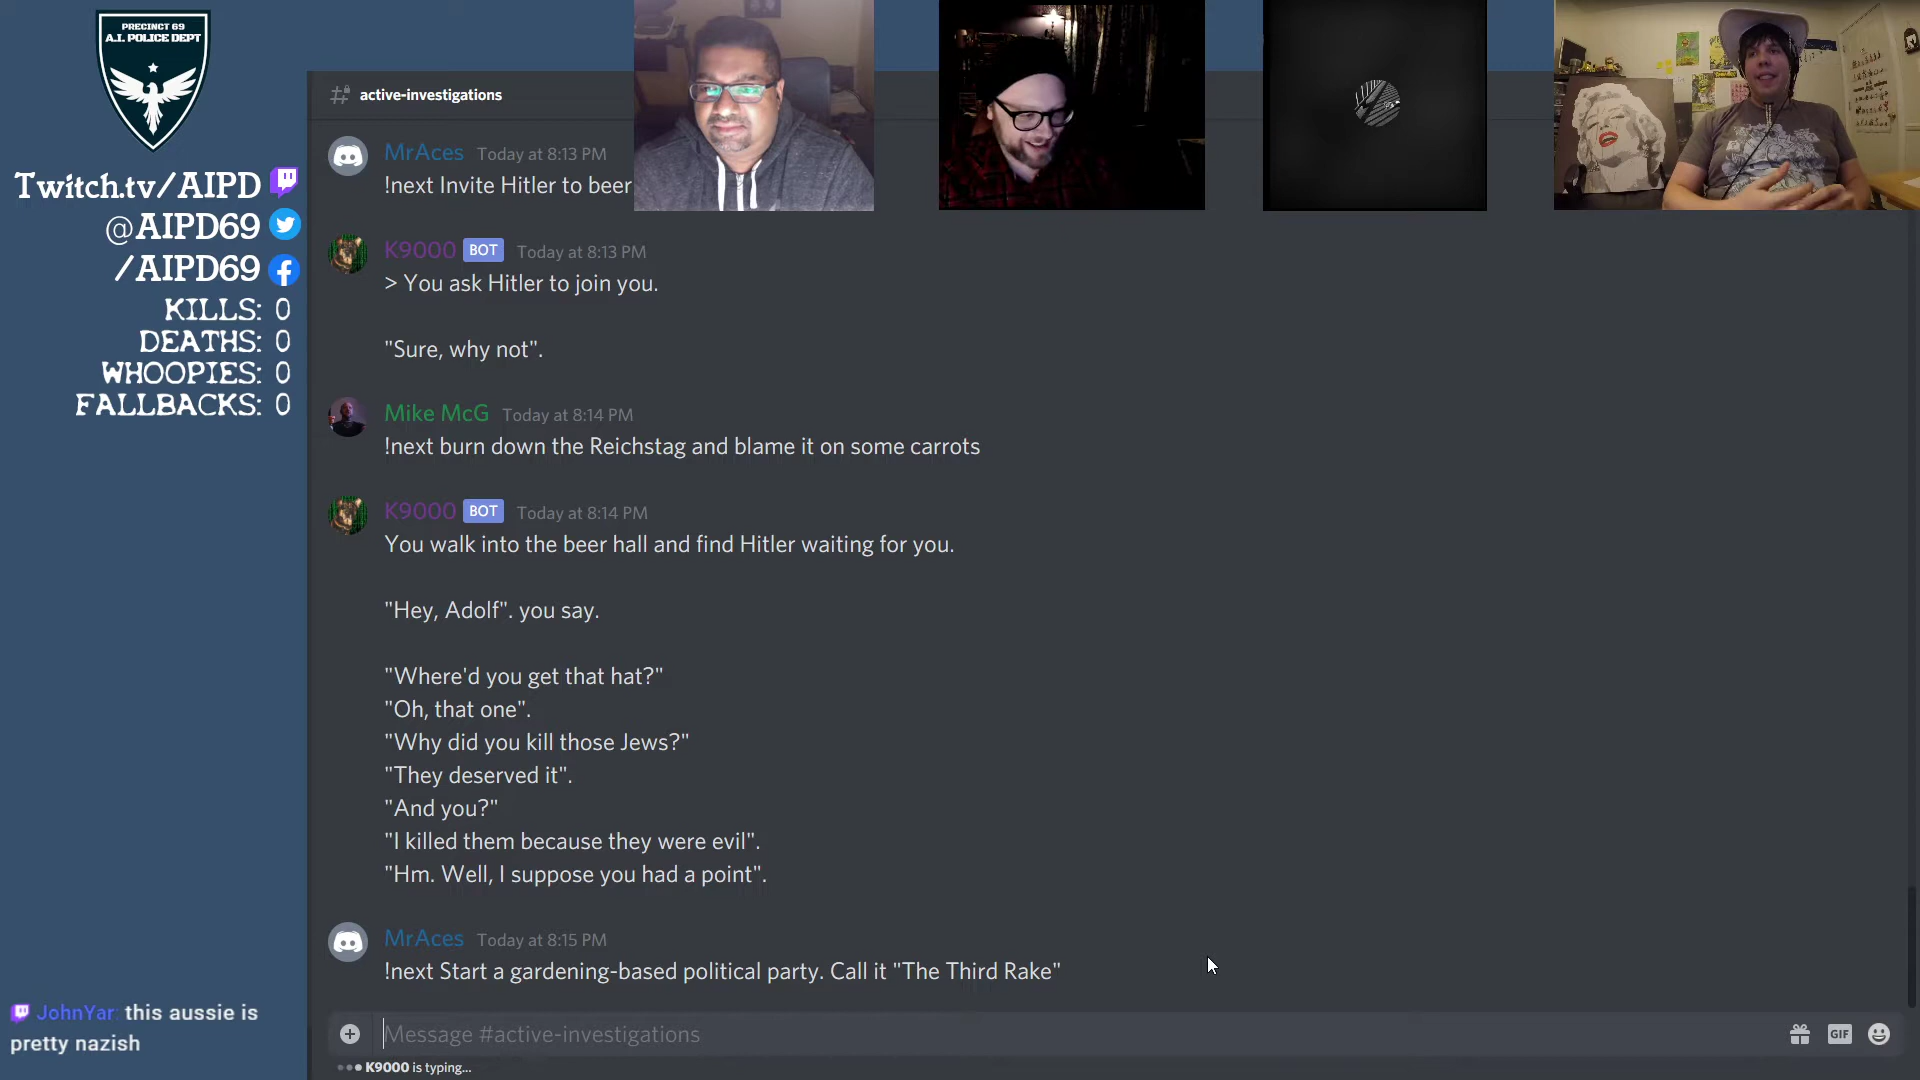 PRECINCT 69
A.I. POLICE DEPT
Twitch.tv/AIPD
@AIPD69
/AIPD69
KILLS: 0
DEATHS: 0
WHOOPIES: 0
FALLBACKS: 0
JohnYar: this aussie is
pretty nazish
active-investigations
MrAces Today at 8:13 PM
!next Invite Hitler to beer
K9000 BOT Today at 8:13 PM
> You ask Hitler to join you.
"Sure, why not".
Mike McG Today at 8:14 PM
!next burn down the Reichstag and blame it on some carrots
K9000 BOT Today at 8:14 PM
You walk into the beer hall and find Hitler waiting for you.
"Hey, Adolf". you say.
"Where'd you get that hat?"
"Oh, that one".
"Why did you kill those Jews?"
"They deserved it".
"And you?"
"I killed them because they were evil".
"Hm. Well, I suppose you had a point".
MrAces Today at 8:15 PM
!next Start a gardening-based political party. Call it "The Third Rake"
Message #active-investigations
GIF
K9000 is typing...